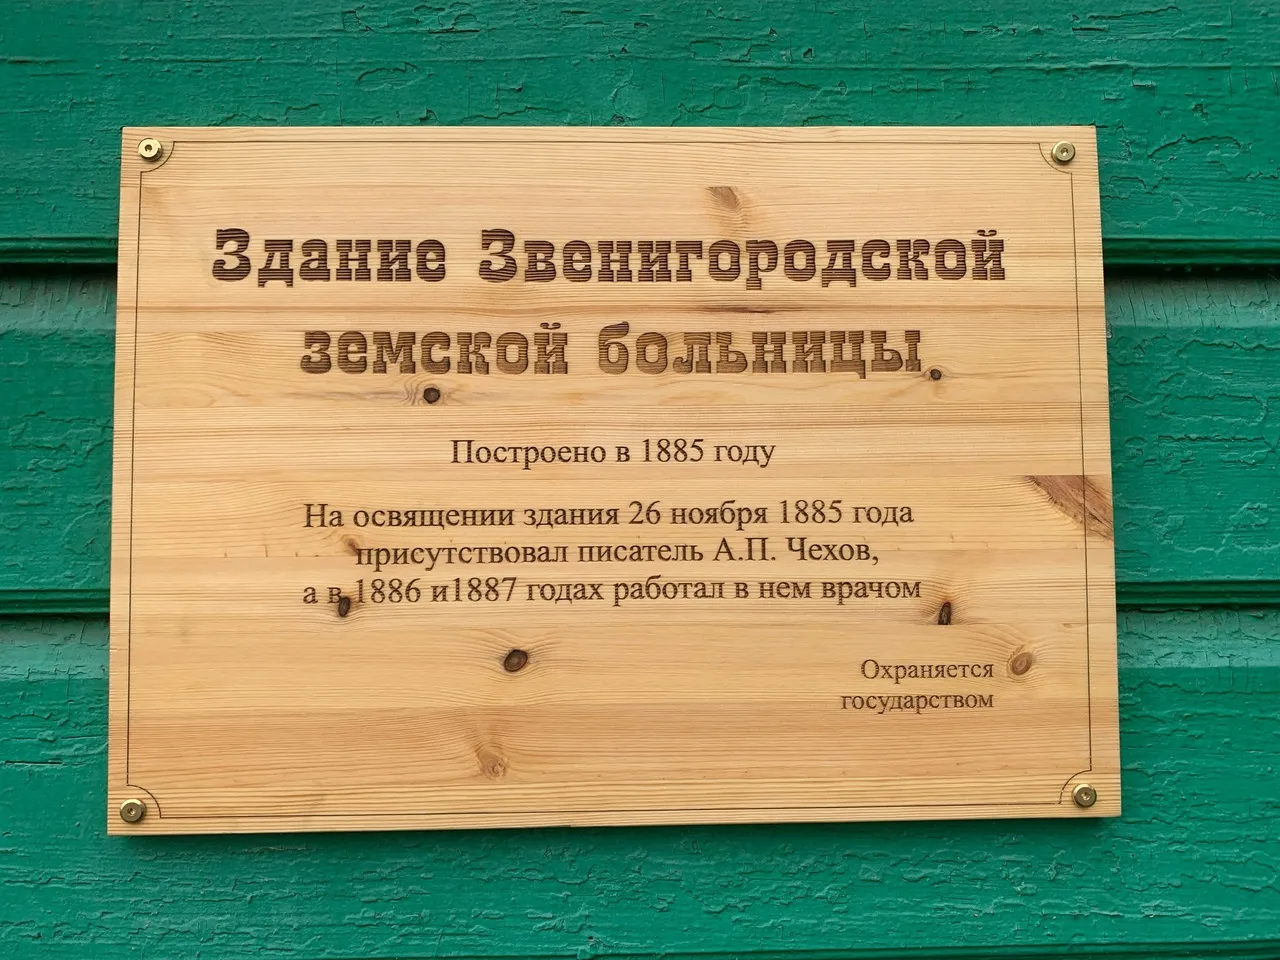 Здание Звенигородской
земской больницы
Построено в 1885 году
На освящении здания 26 ноября 1885 года
присутствовал писатель А.П. Чехов,
а в 1886 и1887 годах работал в нем врачом
Охраняется
государством